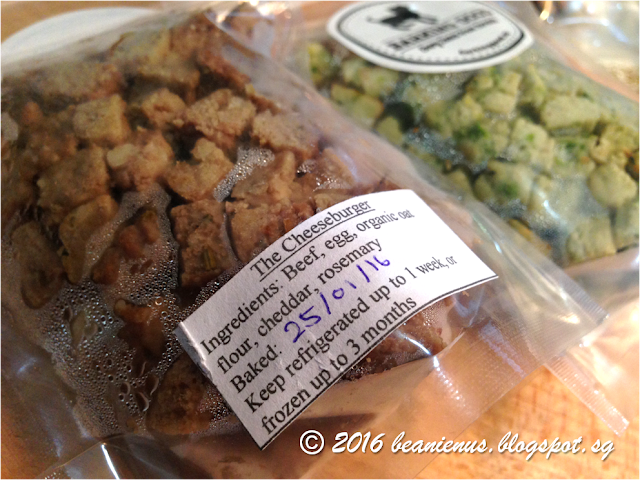 The Cheeseburger
Ingredients: Beef, egg, organic oat
flour, cheddar, rosemary
Baked: 25/01/16
Keep refrigerated up to 1 week, or
frozen up to 3 months
© 2016 beanienus.blogspot.sg